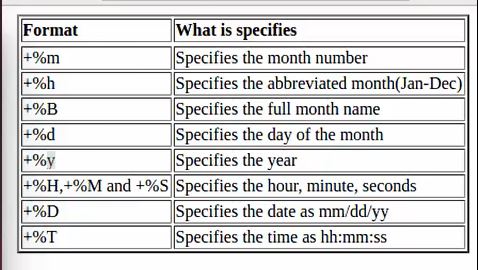 Format What is specifies
+%m Specifies the month number
+%h Specifies the abbreviated month(Jan-Dec)
+%B Specifies the full month name
+%d Specifies the day of the month
+%y Specifies the year
+%H,+%M and +%S Specifies the hour, minute, seconds
+%D Specifies the date as mm/dd/yy
+%T Specifies the time as hh:mm:ss